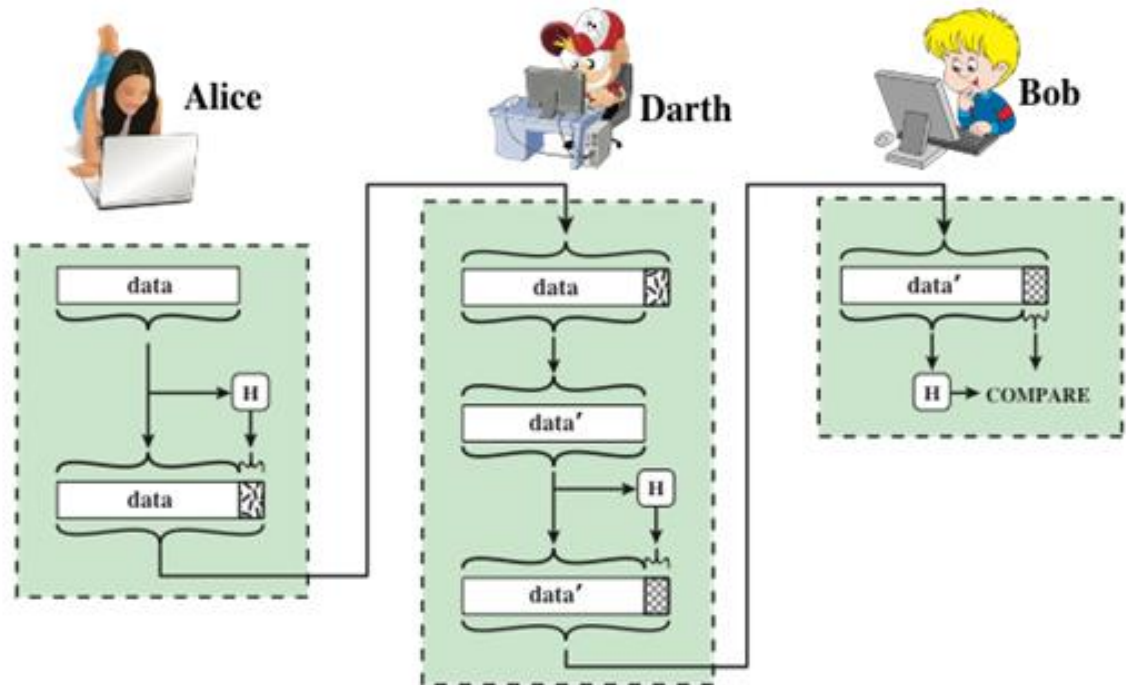 Alice
Darth
Bob
data
H
data
data
data′
H
data′
data′
H
COMPARE